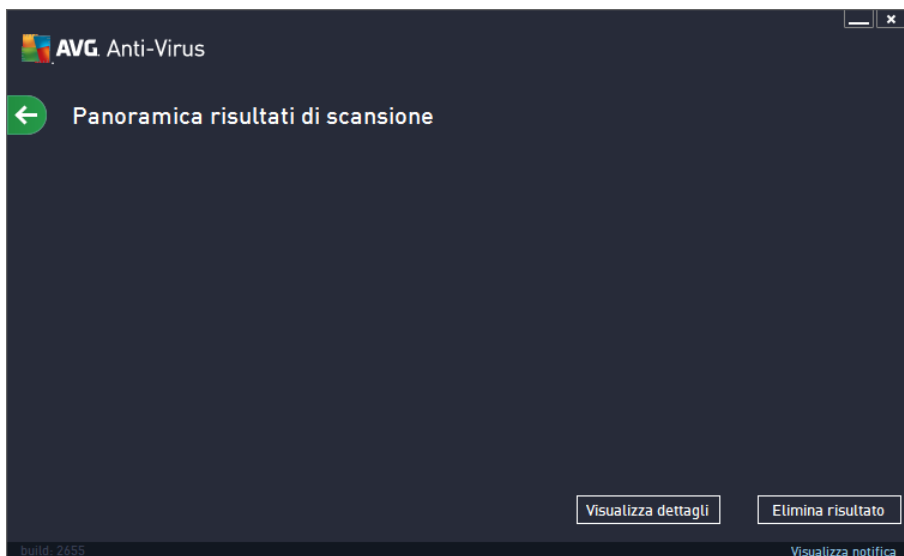 AVG. Anti-Virus
Panoramica risultati di scansione
Visualizza dettagli
Elimina risultato
build: 2655
Visualizza notifica